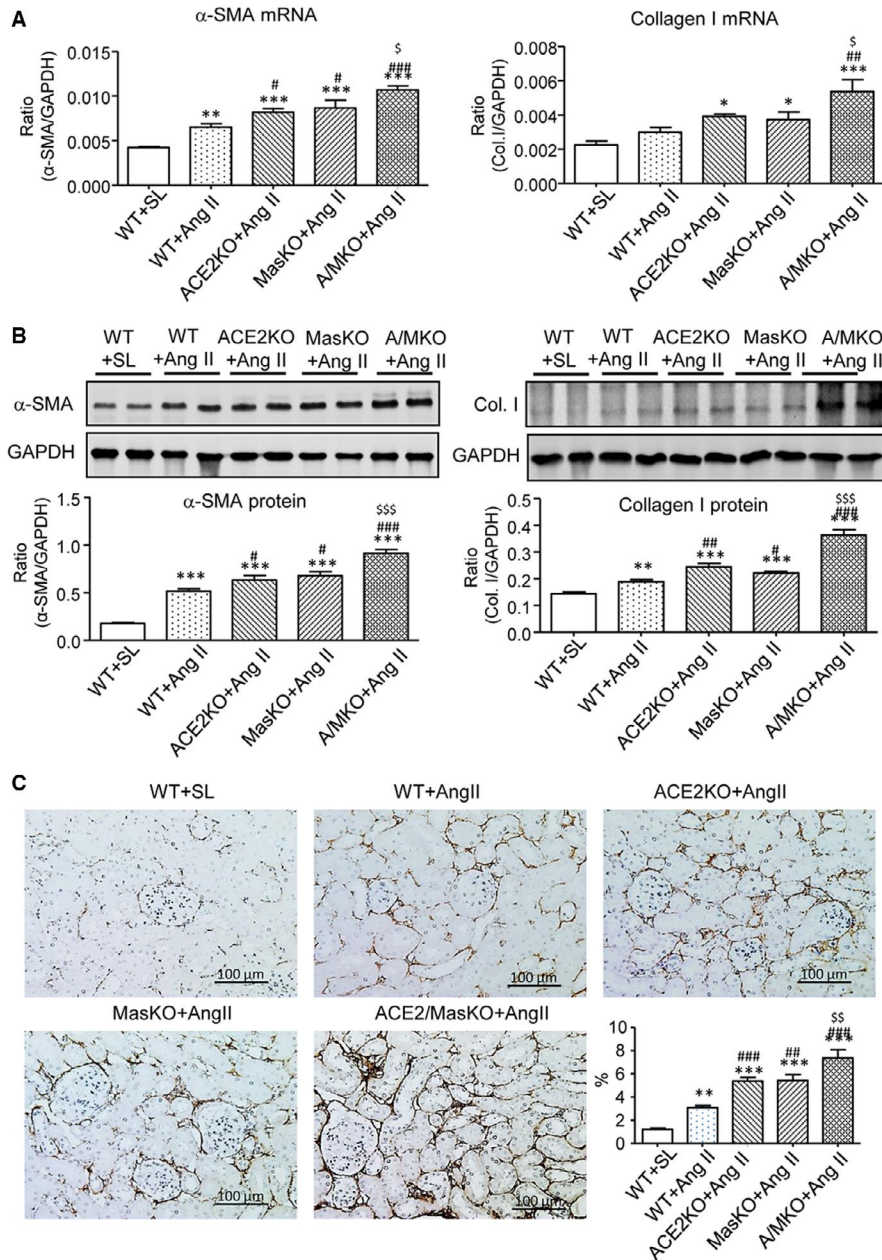 A
α-SMA mRNA
Ratio
(α-SMA/GAPDH)
0.015
0.010
0.005
0.000
**
#
***
#
***
$
###
***
WT+SL
WT+Ang II
ACE2KO+Ang II
MasKO+Ang II
A/MKO+Ang II
Collagen I mRNA
Ratio
(Col.I/GAPDH)
0.008
0.006
0.004
0.002
0.000
*
*
$
##
***
WT+SL
WT+Ang II
ACE2KO+Ang II
MasKO+Ang II
A/MKO+Ang II
B
WT WT ACE2KO MasKO A/MKO
+SL +Ang II +Ang II +Ang II +Ang II
α-SMA
GAPDH
α-SMA protein
Ratio
(α-SMA/GAPDH)
1.5
1.0
0.5
0.0
***
#
***
#
***
$$$
###
***
WT+SL
WT+Ang II
ACE2KO+Ang II
MasKO+Ang II
A/MKO+Ang II
WT WT ACE2KO MasKO A/MKO
+SL +Ang II +Ang II +Ang II +Ang II
Col. I
GAPDH
Collagen I protein
Ratio
(Col. I/GAPDH)
0.5
0.4
0.3
0.2
0.1
0.0
**
##
***
#
***
$$$
###
***
WT+SL
WT+Ang II
ACE2KO+Ang II
MasKO+Ang II
A/MKO+Ang II
C
WT+SL
WT+AngII
ACE2KO+AngII
100 μm
100 μm
100 μm
MasKO+AngII
ACE2/MasKO+AngII
100 μm
100 μm
%
10
8
6
4
2
0
**
###
***
##
***
$$
###
***
WT+SL
WT+Ang II
ACE2KO+Ang II
MasKO+Ang II
A/MKO+Ang II